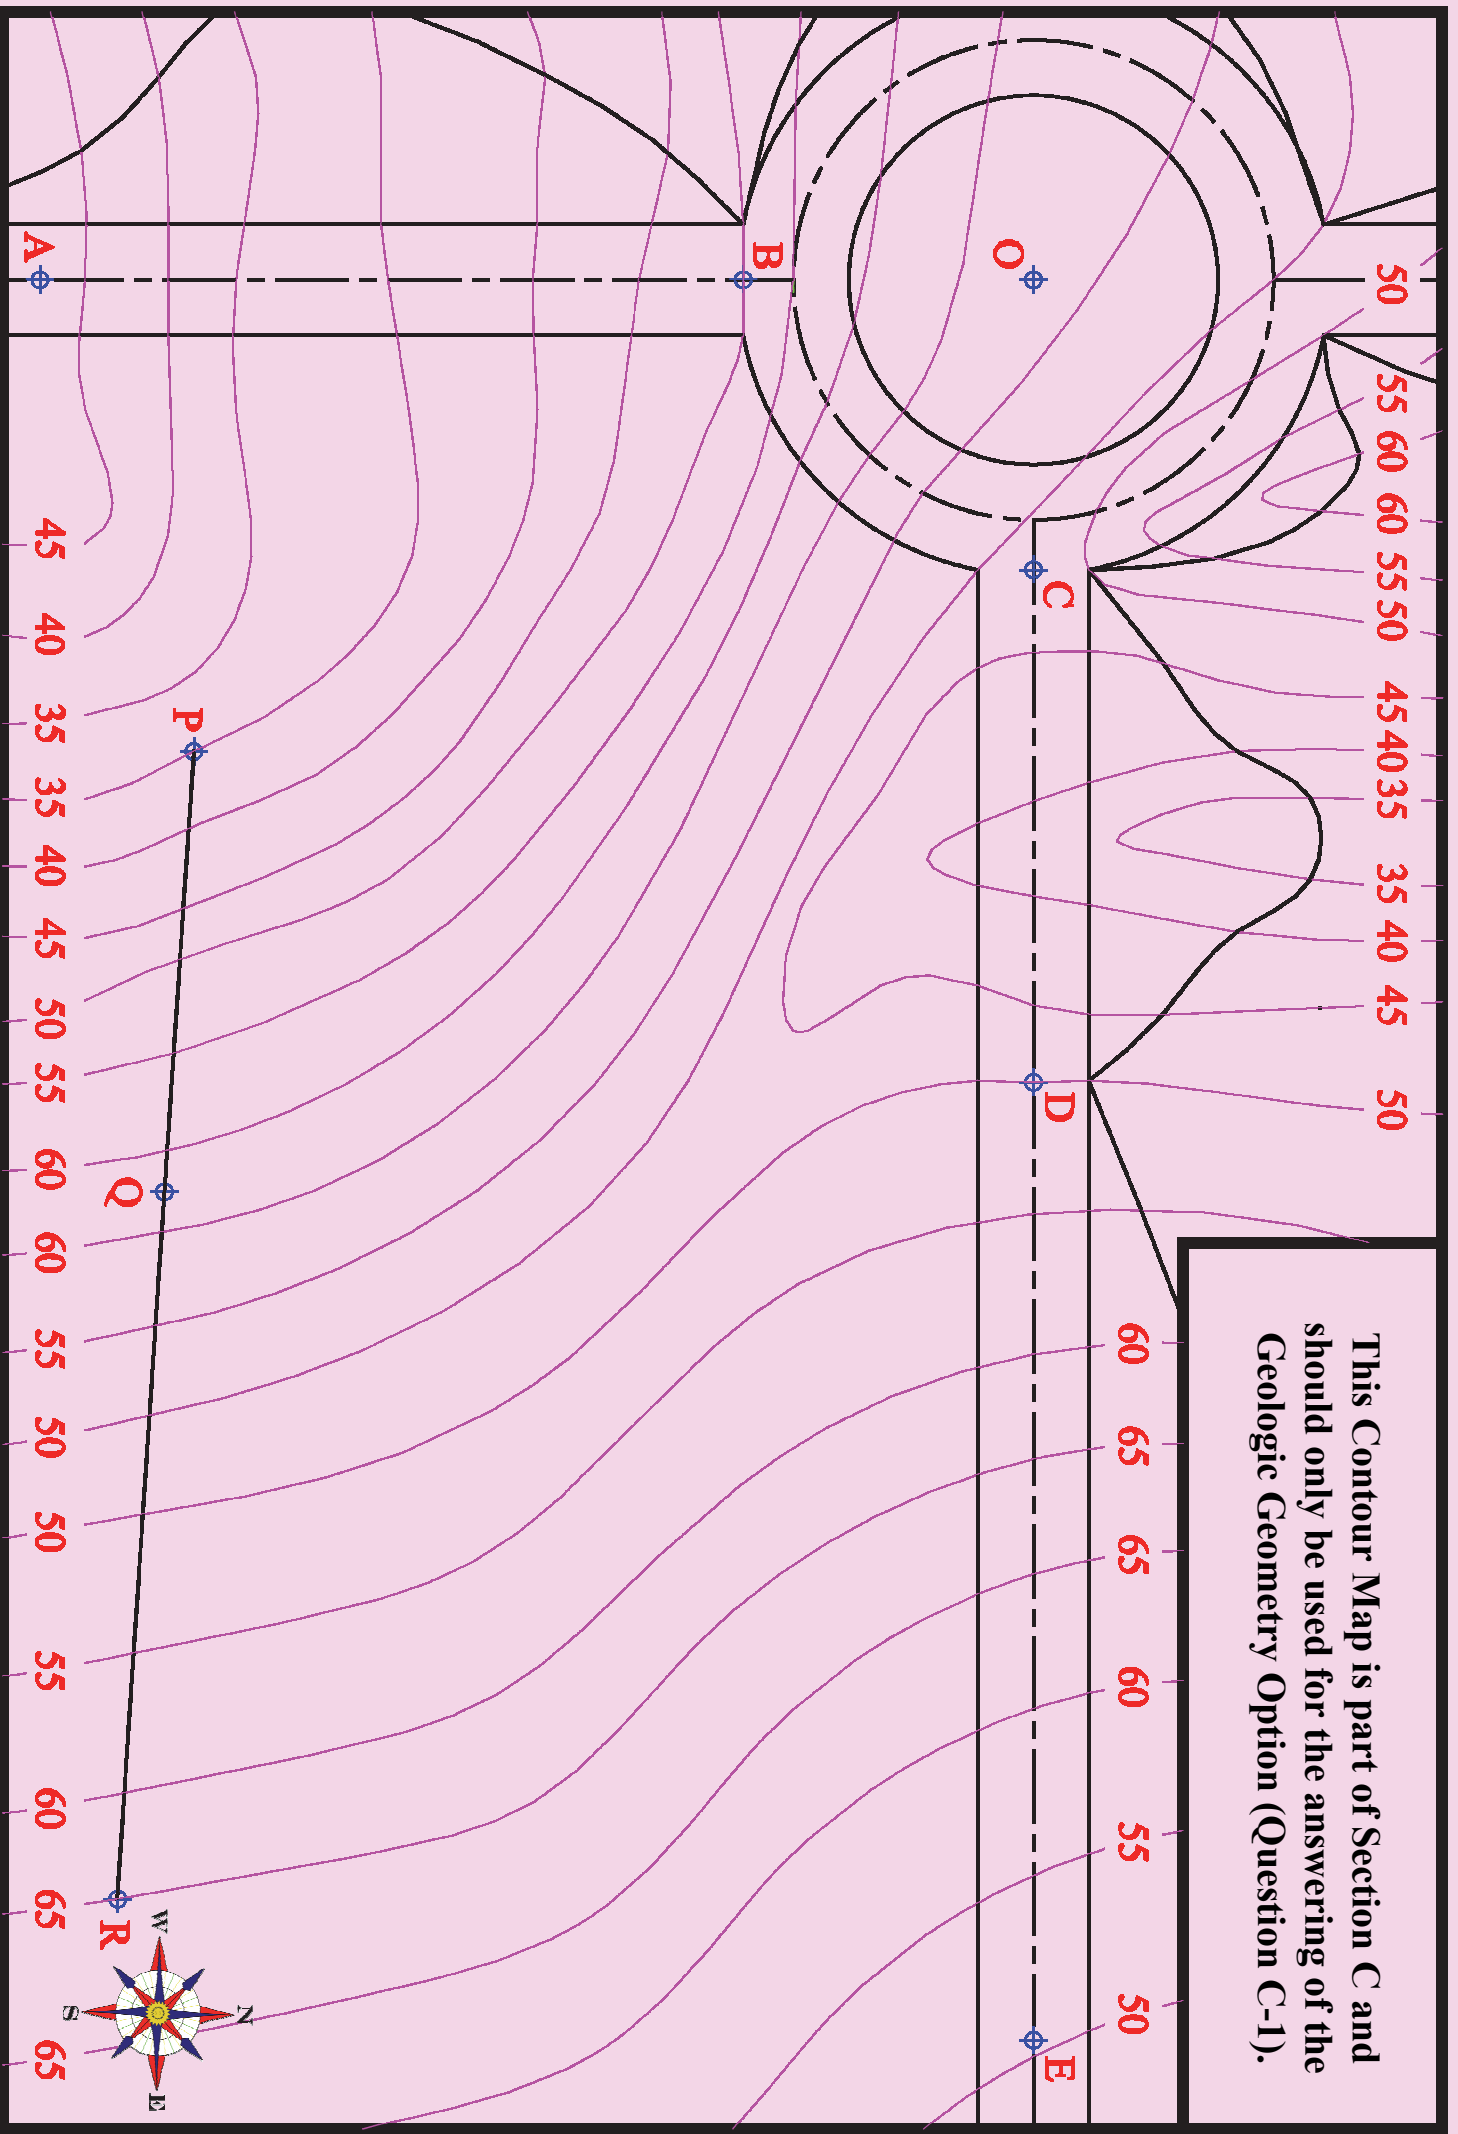 This Contour Map is part of Section C and
should only be used for the answering of the
Geologic Geometry Option (Question C-1).
50
55
60
60
55
50
45
40
35
35
40
45
50
60
65
65
60
55
50
O
C
D
E
B
A
P
Q
R
45
40
35
35
40
45
50
55
60
60
55
50
50
55
60
65
65
N
W
E
S